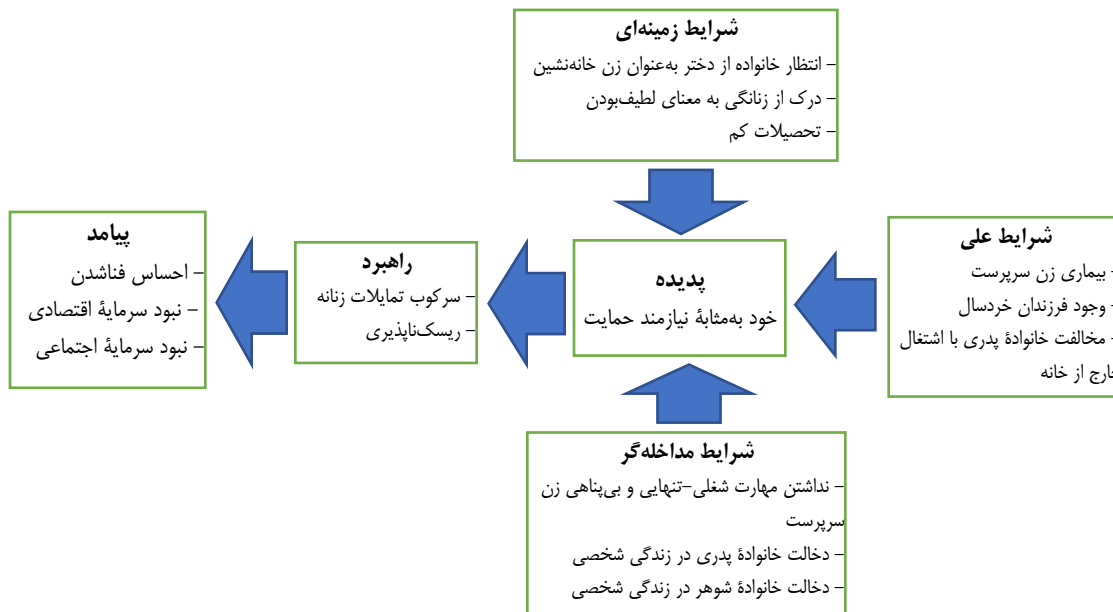 شرایط زمینه‌ای
– انتظار خانواده از دختر به‌عنوان زن خانه‌نشین
– درک از زنانگی به معنای لطیف‌بودن
– تحصیلات کم
شرایط علی
– بیماری زن سرپرست
– وجود فرزندان خردسال
– مخالفت خانوادهٔ پدری با اشتغال
خارج از خانه
پدیده
خود به‌مثابهٔ نیازمند حمایت
راهبرد
– سرکوب تمایلات زنانه
– ریسک‌ناپذیری
پیامد
– احساس فناشدن
– نبود سرمایهٔ اقتصادی
– نبود سرمایهٔ اجتماعی
شرایط مداخله‌گر
– نداشتن مهارت شغلی–تنهایی و بی‌پناهی زن
سرپرست
– دخالت خانوادهٔ پدری در زندگی شخصی
– دخالت خانوادهٔ شوهر در زندگی شخصی